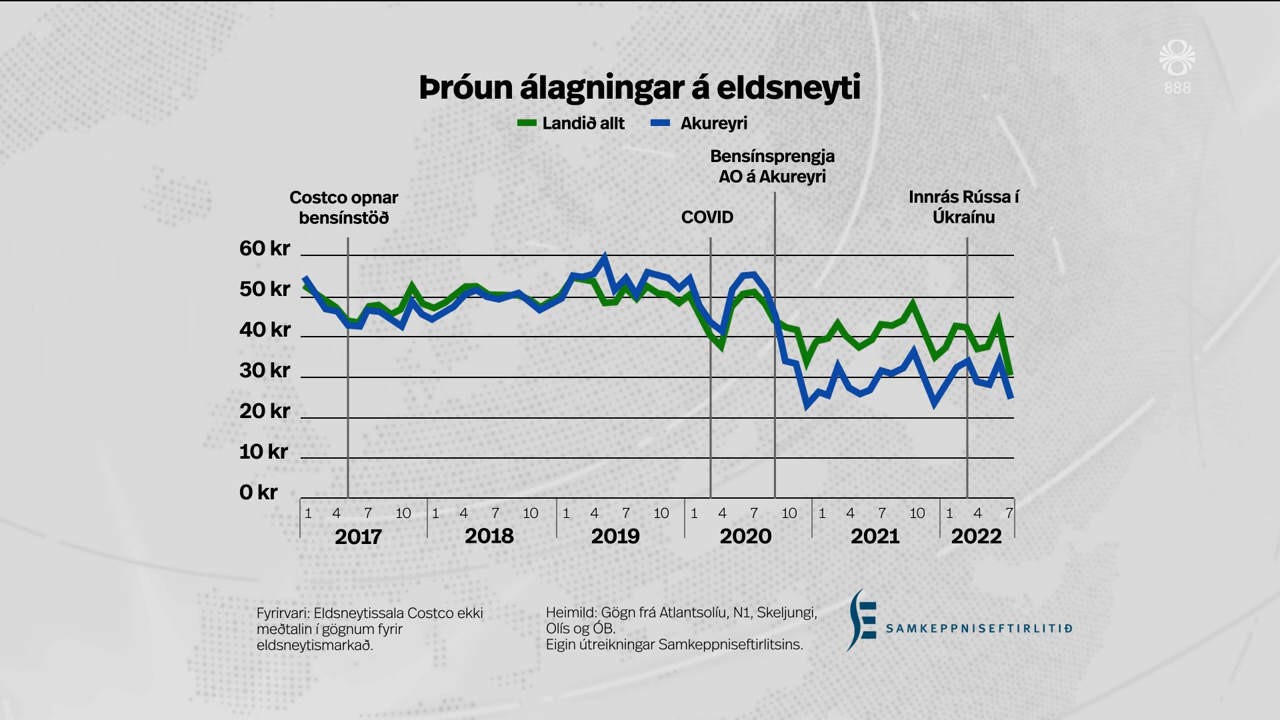 888
Þróun álagningar á eldsneyti
Landið allt Akureyri
Bensínsprengja
AO á Akureyri
Costco opnar
bensínstöð
COVID
Innrás Rússa í
Úkraínu
60 kr
50 kr
40 kr
30 kr
20 kr
10 kr
0 kr
1 4 7 10 1 4 7 10 1 4 7 10 1 4 7 10 1 4 7 10 1 4 7
2017 2018 2019 2020 2021 2022
Fyrirvari: Eldsneytissala Costco ekki
meðtalin í gögnum fyrir
eldsneytismarkað.
Heimild: Gögn frá Atlantsolíu, N1, Skeljungi,
Olís og ÓB.
Eigin útreikningar Samkeppniseftirlitsins.
SAMKEPPNISEFTIRLITIÐ